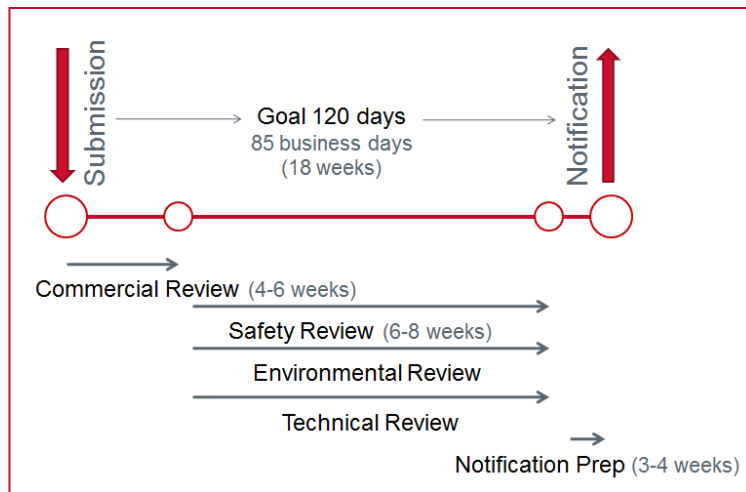 Submission
Goal 120 days
85 business days
(18 weeks)
Notification
Commercial Review (4-6 weeks)
Safety Review (6-8 weeks)
Environmental Review
Technical Review
Notification Prep (3-4 weeks)